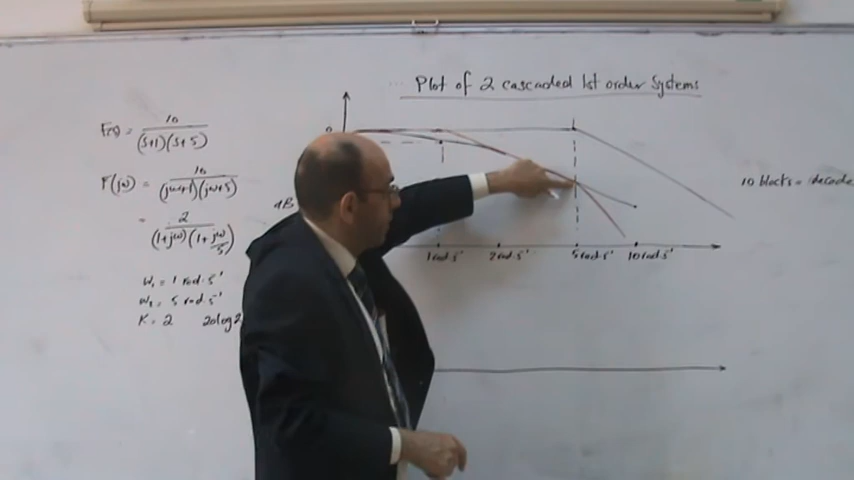 Plot of 2 cascaded 1st order Systems
F(s) = 10 / (s+1)(s+5)
F(jω) = 10 / (jω+1)(jω+5)
= 2 / (1+jω)(1+jω/5)
ω₁ = 1 rad·s⁻¹
ω₂ = 5 rad·s⁻¹
K = 2 20log2
0
dB
1 rad·s⁻¹ 2 rad·s⁻¹ 5 rad·s⁻¹ 10 rad·s⁻¹
10 blocks = decade